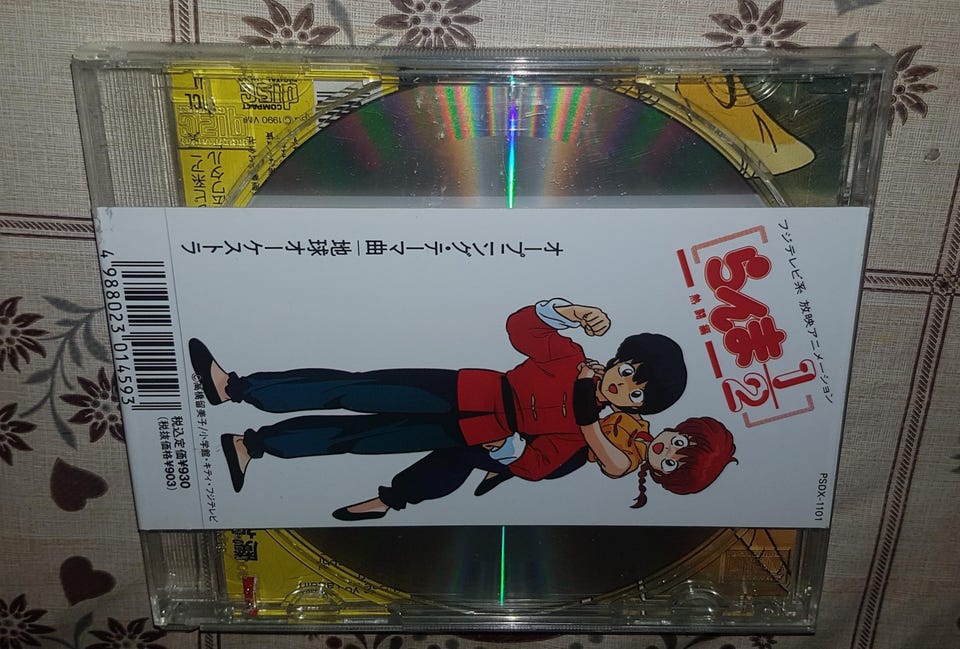 フジテレビ系 放映アニメーション
らんま
1/2
熱闘編
PSDX-1101
オープニング・テーマ曲 地球オーケストラ
©高橋留美子/小学館・キティ・フジテレビ
税込定価¥930
(税抜価格¥903)
4 988023 014593
COMPACT
disc
DIGITAL AUDIO